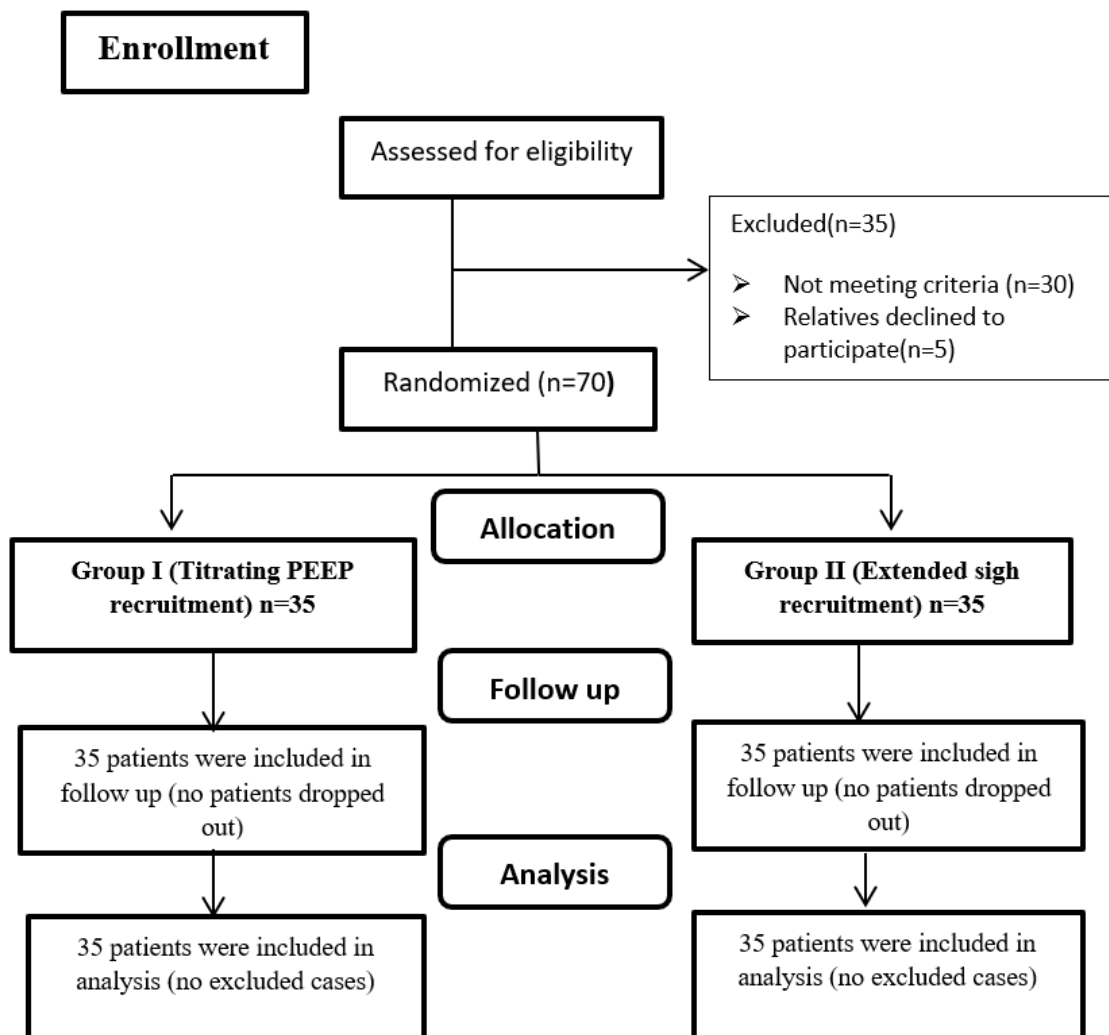 Enrollment
Assessed for eligibility
Excluded(n=35)
➢ Not meeting criteria (n=30)
➢ Relatives declined to
participate(n=5)
Randomized (n=70)
Allocation
Group I (Titrating PEEP
recruitment) n=35
Group II (Extended sigh
recruitment) n=35
Follow up
35 patients were included in
follow up (no patients dropped
out)
35 patients were included in
follow up (no patients dropped
out)
Analysis
35 patients were included in
analysis (no excluded cases)
35 patients were included in
analysis (no excluded cases)